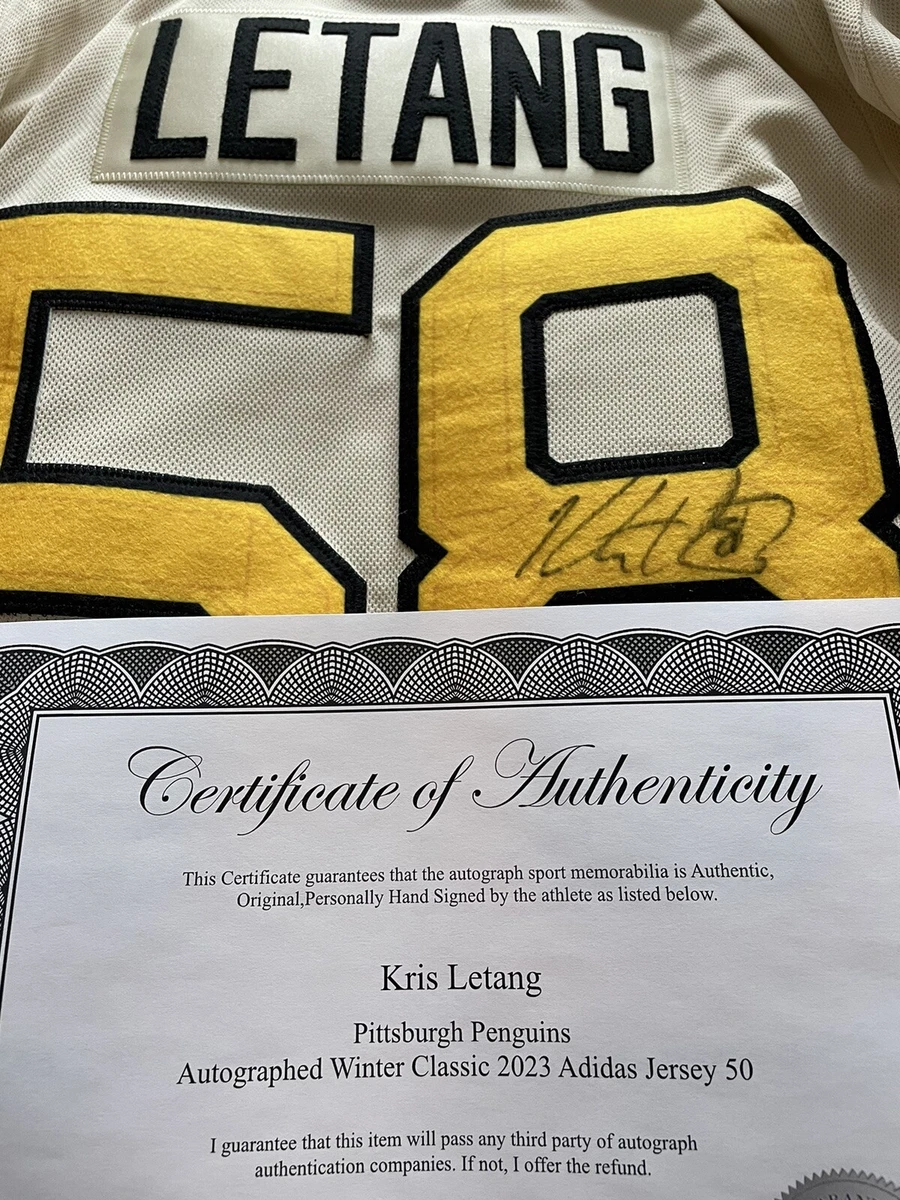 LETANG
58
Certificate of Authenticity
This Certificate guarantees that the autograph sport memorabilia is Authentic,
Original,Personally Hand Signed by the athlete as listed below.
Kris Letang
Pittsburgh Penguins
Autographed Winter Classic 2023 Adidas Jersey 50
I guarantee that this item will pass any third party of autograph
authentication companies. If not, I offer the refund.